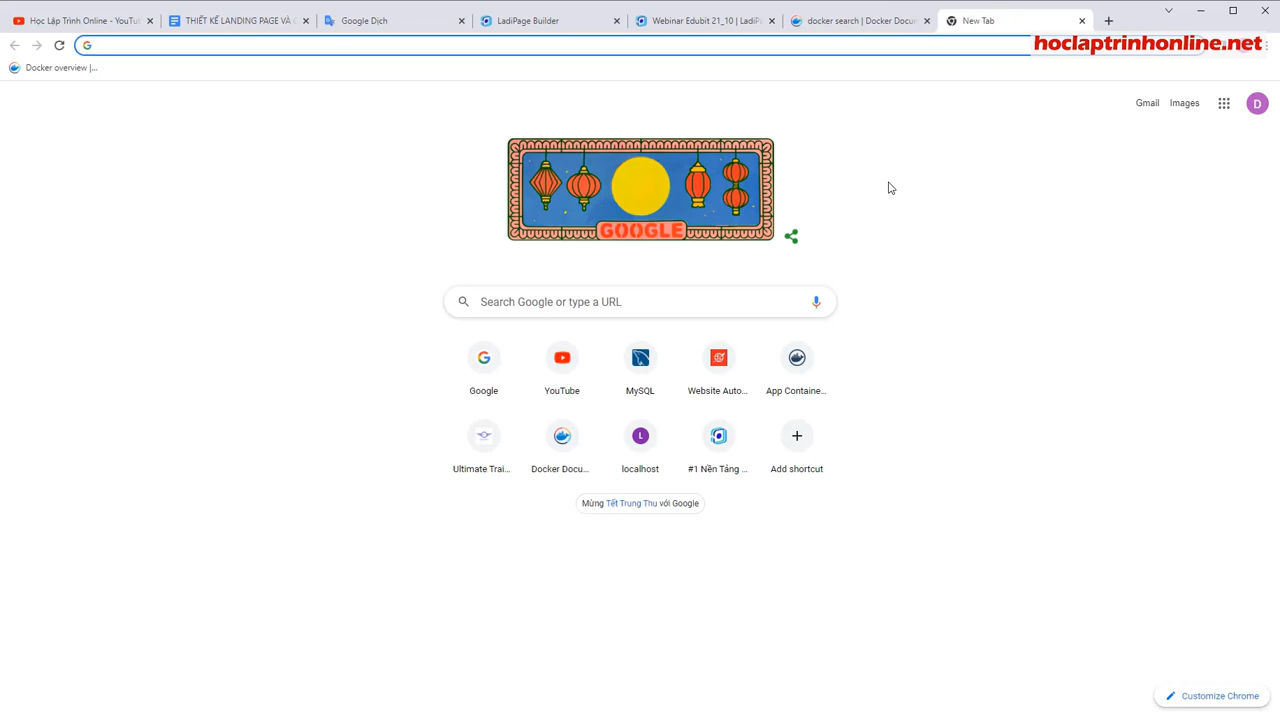 Học Lập Trình Online - YouTu
THIẾT KẾ LANDING PAGE VÀ C
Google Dịch
LadiPage Builder
Webinar Edubit 21_10 | LadiPa
docker search | Docker Docum
New Tab
hoclaptrinhonline.net
Docker overview |...
Gmail
Images
D
GOOGLE
Search Google or type a URL
Google
YouTube
MySQL
Website Auto...
App Containe...
L
Ultimate Trai...
Docker Docu...
localhost
#1 Nền Tảng ...
Add shortcut
Mừng Tết Trung Thu với Google
Customize Chrome